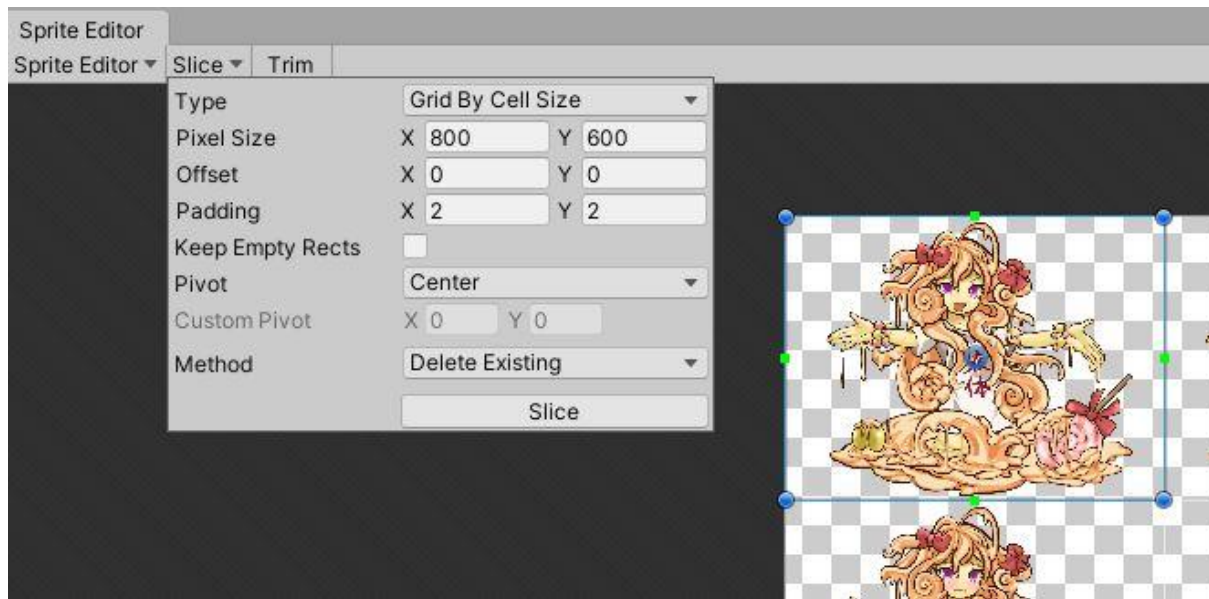 Sprite Editor
Sprite Editor Slice Trim
Type Grid By Cell Size
Pixel Size X 800 Y 600
Offset X 0 Y 0
Padding X 2 Y 2
Keep Empty Rects
Pivot Center
Custom Pivot X 0 Y 0
Method Delete Existing
Slice
体